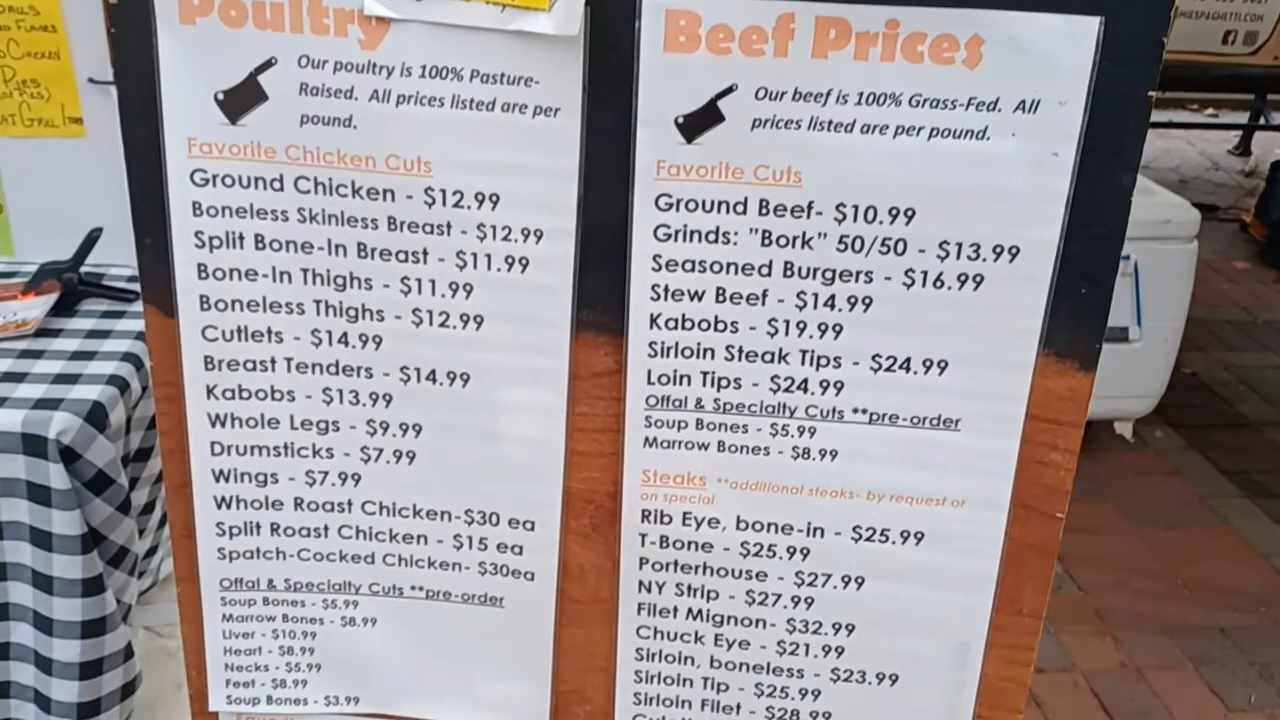 Poultry
Our poultry is 100% Pasture-
Raised. All prices listed are per
pound.
Favorite Chicken Cuts
Ground Chicken - $12.99
Boneless Skinless Breast - $12.99
Split Bone-In Breast - $11.99
Bone-In Thighs - $11.99
Boneless Thighs - $12.99
Cutlets - $14.99
Breast Tenders - $14.99
Kabobs - $13.99
Whole Legs - $9.99
Drumsticks - $7.99
Wings - $7.99
Whole Roast Chicken-$30 ea
Split Roast Chicken - $15 ea
Spatch-Cocked Chicken- $30ea
Offal & Specialty Cuts **pre-order
Soup Bones - $5.99
Marrow Bones - $8.99
Liver - $10.99
Heart - $8.99
Necks - $5.99
Feet - $8.99
Soup Bones - $3.99
Beef Prices
Our beef is 100% Grass-Fed. All
prices listed are per pound.
Favorite Cuts
Ground Beef- $10.99
Grinds: "Bork" 50/50 - $13.99
Seasoned Burgers - $16.99
Stew Beef - $14.99
Kabobs - $19.99
Sirloin Steak Tips - $24.99
Loin Tips - $24.99
Offal & Specialty Cuts **pre-order
Soup Bones - $5.99
Marrow Bones - $8.99
Steaks **additional steaks- by request or
on special
Rib Eye, bone-in - $25.99
T-Bone - $25.99
Porterhouse - $27.99
NY Strip - $27.99
Filet Mignon- $32.99
Chuck Eye - $21.99
Sirloin, boneless - $23.99
Sirloin Tip - $25.99
Sirloin Filet - $28.99
Chicken
Pies